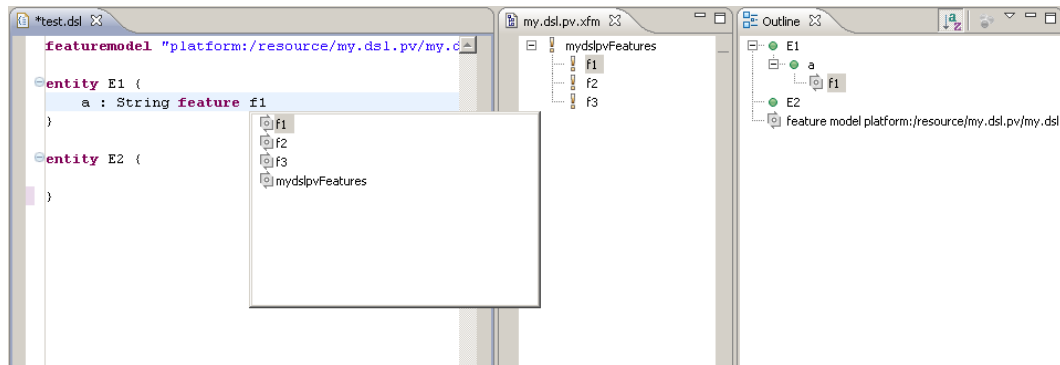 *test.dsl
featuremodel "platform:/resource/my.dsl.pv/my.d
entity E1 {
a : String feature f1
}
entity E2 {
}
f1
f2
f3
mydslpvFeatures
my.dsl.pv.xfm
mydslpvFeatures
f1
f2
f3
Outline
E1
a
f1
E2
feature model platform:/resource/my.dsl.pv/my.dsl